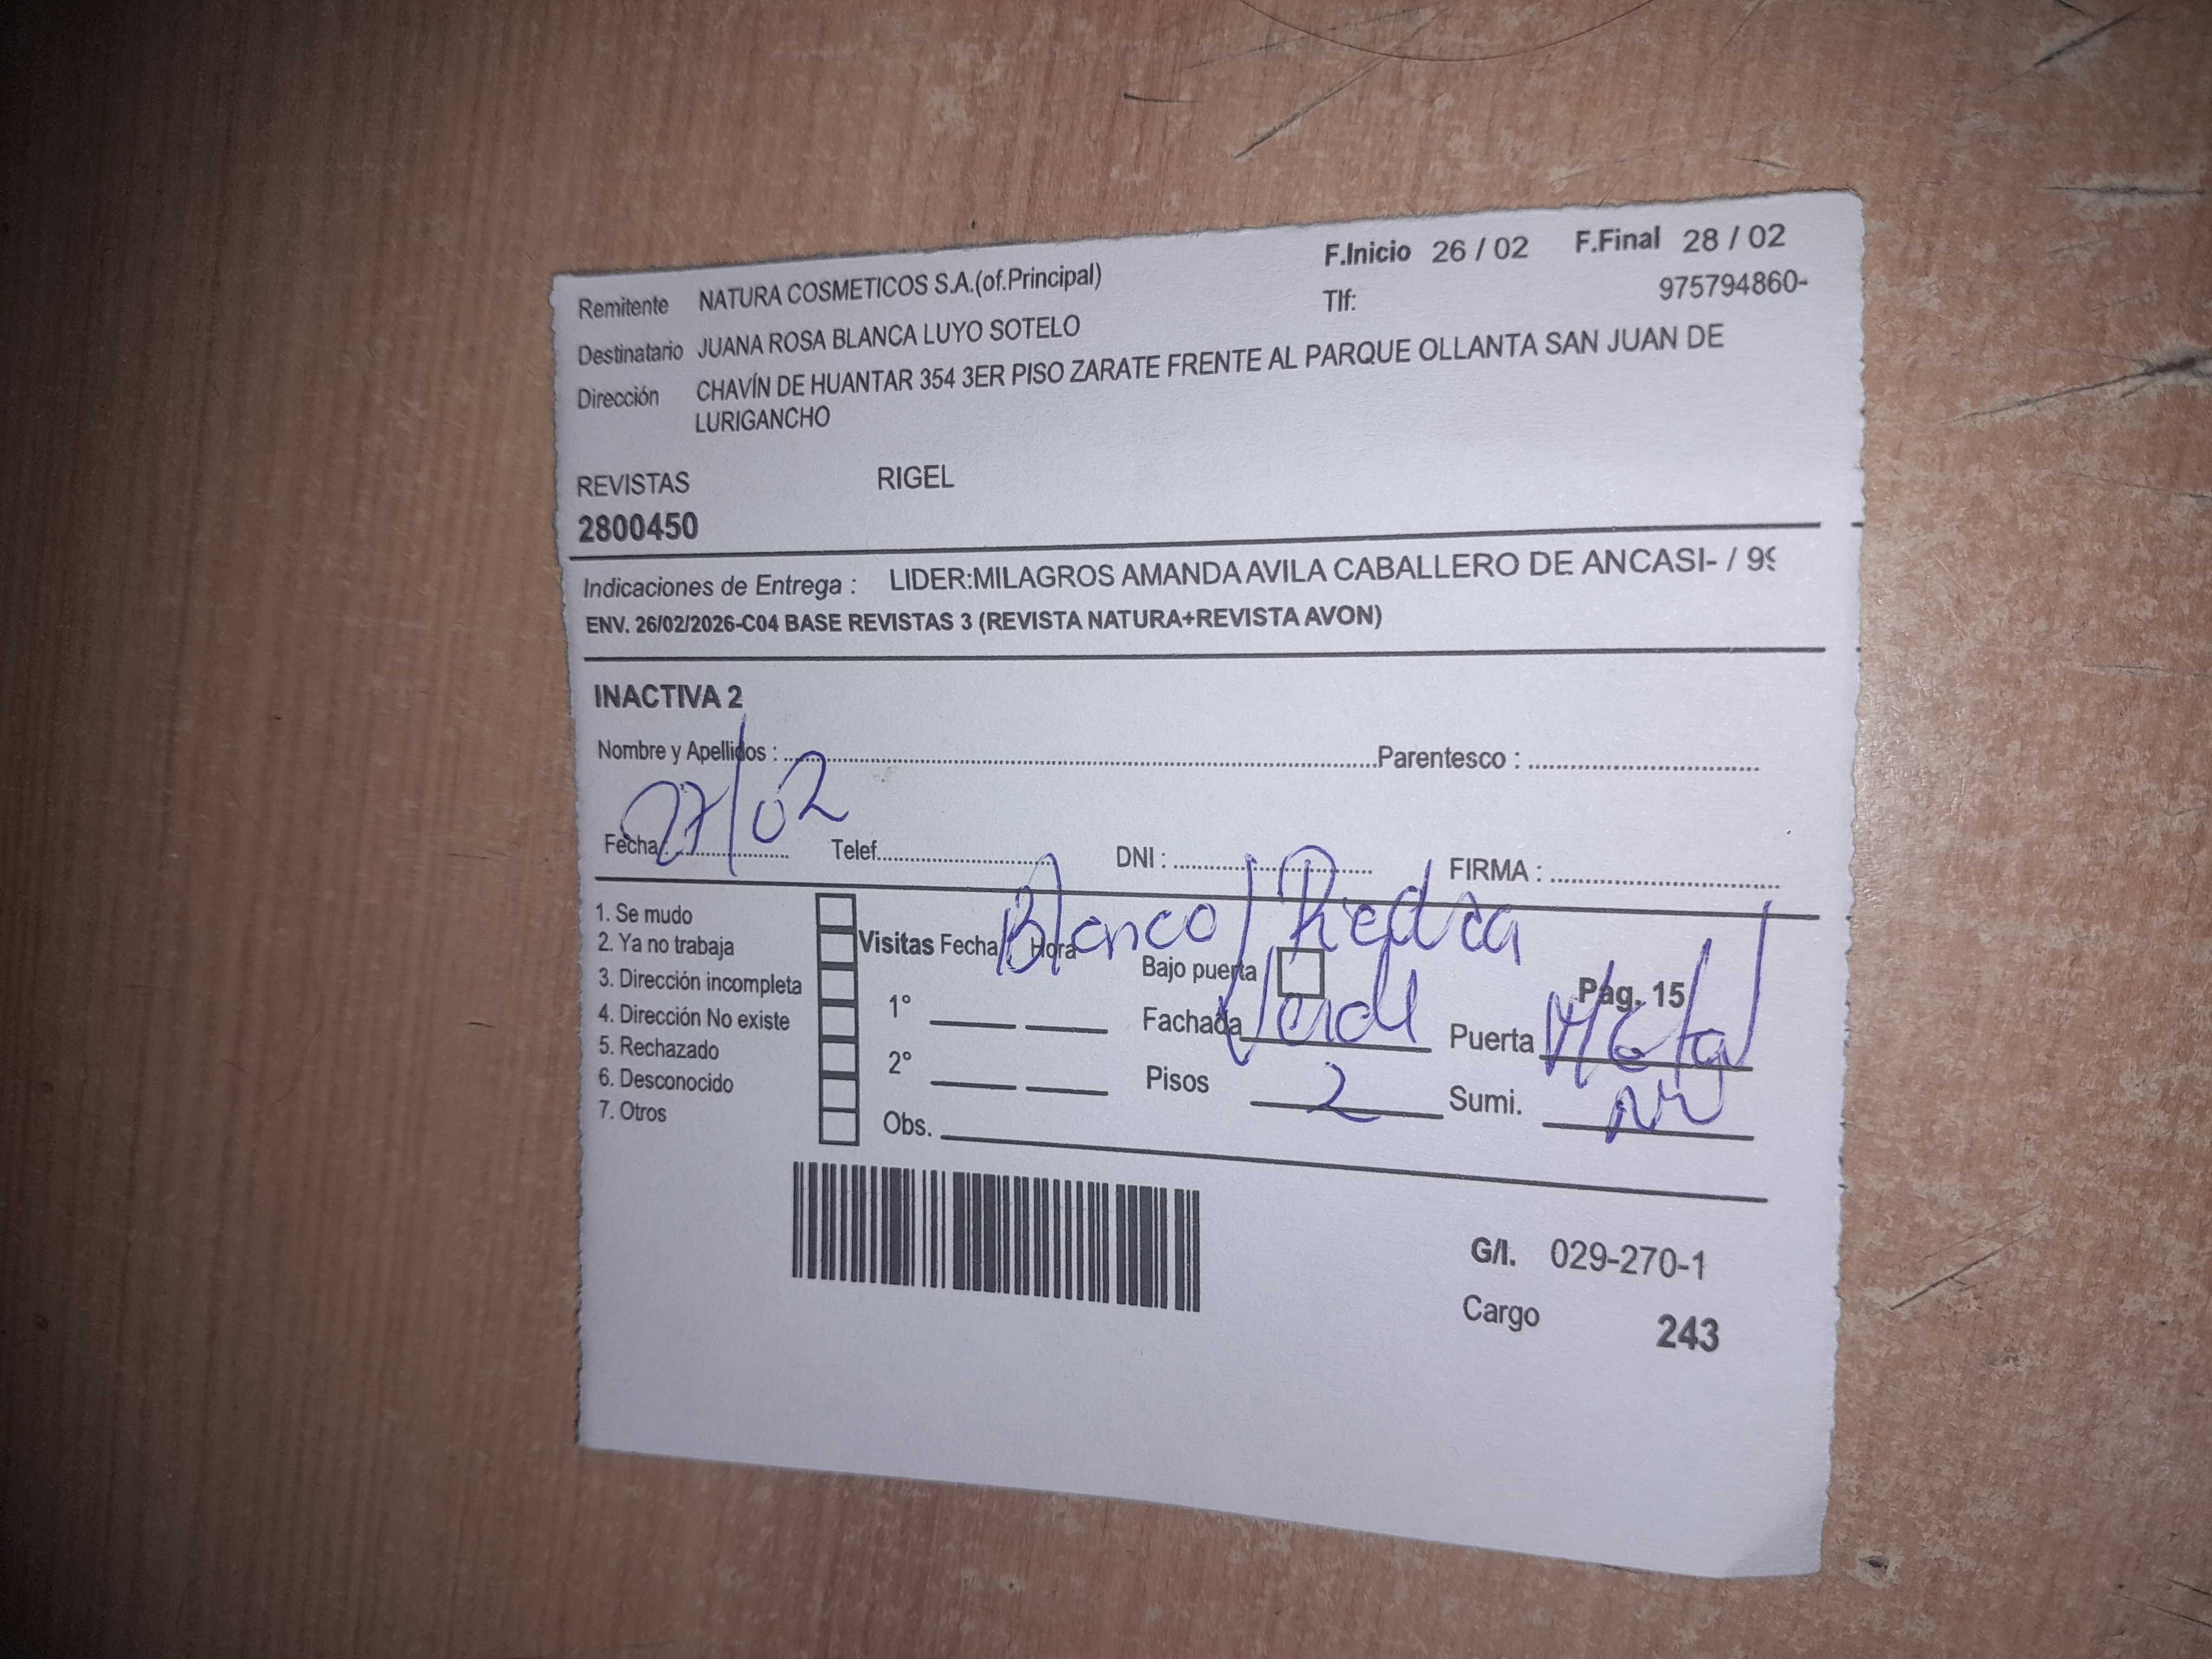 F.Inicio 26 / 02 F.Final 28 / 02
Remitente NATURA COSMETICOS S.A.(of.Principal) Tlf: 975794860-
Destinatario JUANA ROSA BLANCA LUYO SOTELO
Dirección CHAVÍN DE HUANTAR 354 3ER PISO ZARATE FRENTE AL PARQUE OLLANTA SAN JUAN DE
LURIGANCHO
REVISTAS RIGEL
2800450
Indicaciones de Entrega : LIDER:MILAGROS AMANDA AVILA CABALLERO DE ANCASI- / 99
ENV. 26/02/2026-C04 BASE REVISTAS 3 (REVISTA NATURA+REVISTA AVON)
INACTIVA 2
Nombre y Apellidos : Parentesco :
Fecha : 27/02 Telef. DNI : FIRMA :
1. Se mudo
2. Ya no trabaja
3. Dirección incompleta
4. Dirección No existe
5. Rechazado
6. Desconocido
7. Otros
Visitas Fecha Hora
1°
2°
Obs.
Blanco/Piedra
Bajo puerta
Pag. 15
Fachada Verde Puerta Metal
Pisos 2 Sumi.
G/I. 029-270-1
Cargo 243